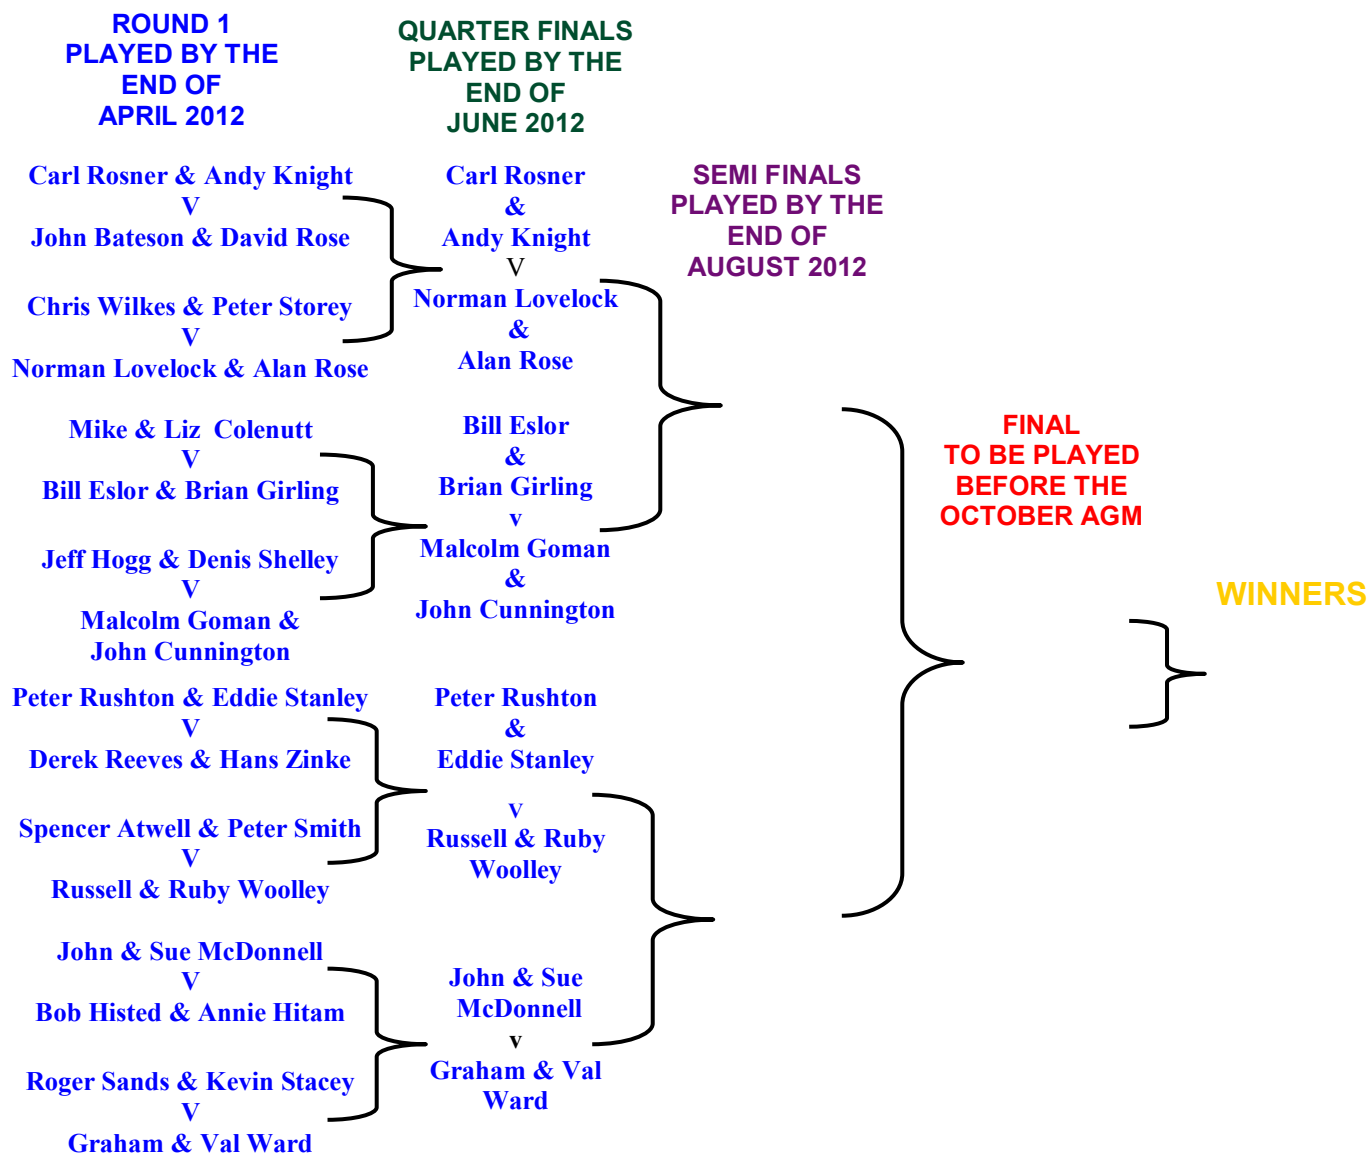 ROUND 1
PLAYED BY THE
END OF
APRIL 2012
Carl Rosner & Andy Knight
V
John Bateson & David Rose
Chris Wilkes & Peter Storey
V
Norman Lovelock & Alan Rose
Mike & Liz Colenutt
V
Bill Eslor & Brian Girling
Jeff Hogg & Denis Shelley
V
Malcolm Goman &
John Cunnington
Peter Rushton & Eddie Stanley
V
Derek Reeves & Hans Zinke
Spencer Atwell & Peter Smith
V
Russell & Ruby Woolley
John & Sue McDonnell
V
Bob Histed & Annie Hitam
Roger Sands & Kevin Stacey
V
Graham & Val Ward
QUARTER FINALS
PLAYED BY THE
END OF
JUNE 2012
Carl Rosner
&
Andy Knight
V
Norman Lovelock
&
Alan Rose
Bill Eslor
&
Brian Girling
v
Malcolm Goman
&
John Cunnington
Peter Rushton
&
Eddie Stanley
v
Russell & Ruby
Woolley
John & Sue
McDonnell
v
Graham & Val
Ward
SEMI FINALS
PLAYED BY THE
END OF
AUGUST 2012
FINAL
TO BE PLAYED
BEFORE THE
OCTOBER AGM
WINNERS